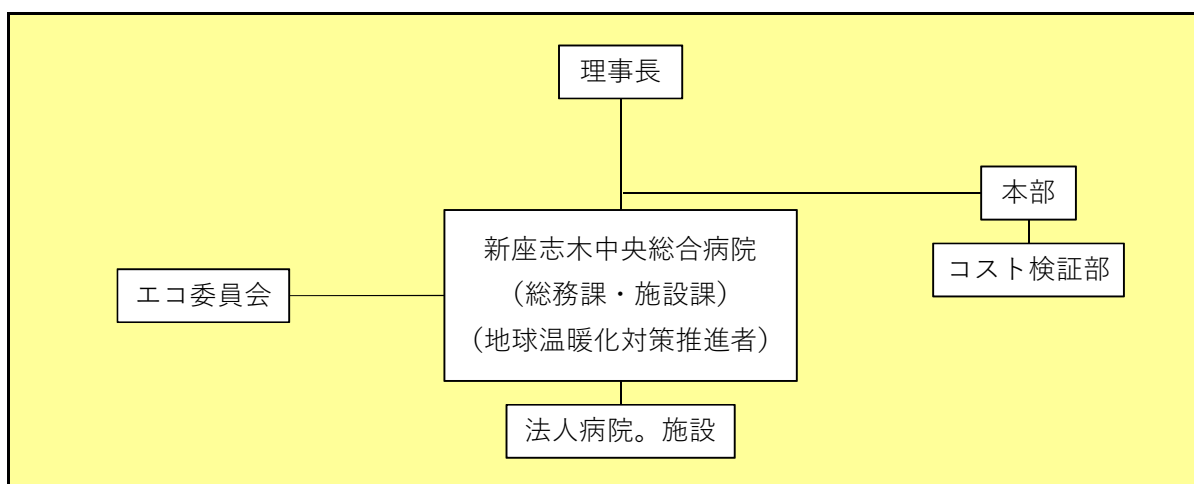 理事長
本部
コスト検証部
新座志木中央総合病院
（総務課・施設課）
（地球温暖化対策推進者）
エコ委員会
法人病院。施設